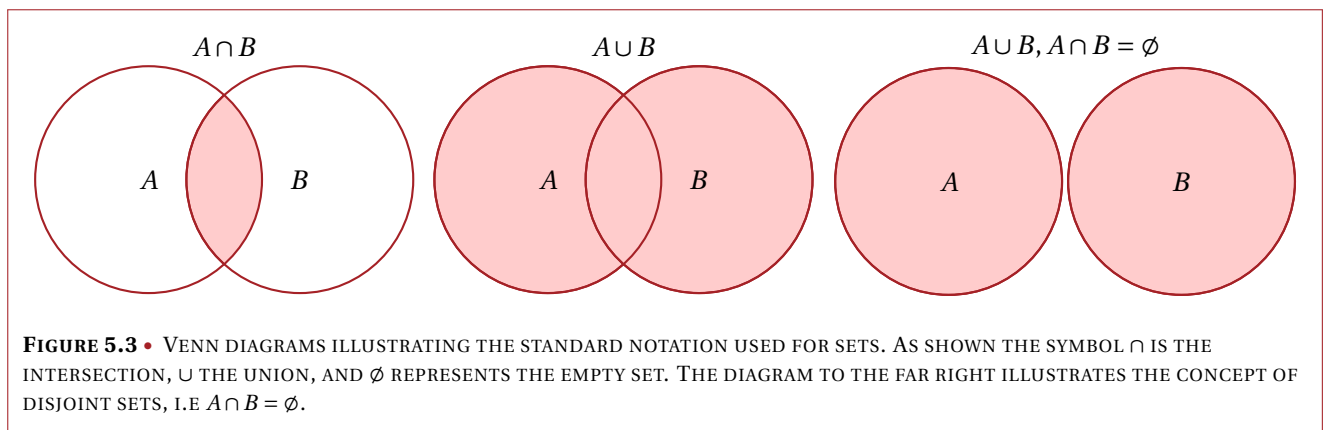 A ∩ B
A ∪ B
A ∪ B, A ∩ B = ∅
A
B
A
B
A
B
FIGURE 5.3 • VENN DIAGRAMS ILLUSTRATING THE STANDARD NOTATION USED FOR SETS. AS SHOWN THE SYMBOL ∩ IS THE
INTERSECTION, ∪ THE UNION, AND ∅ REPRESENTS THE EMPTY SET. THE DIAGRAM TO THE FAR RIGHT ILLUSTRATES THE CONCEPT OF
DISJOINT SETS, I.E A ∩ B = ∅.